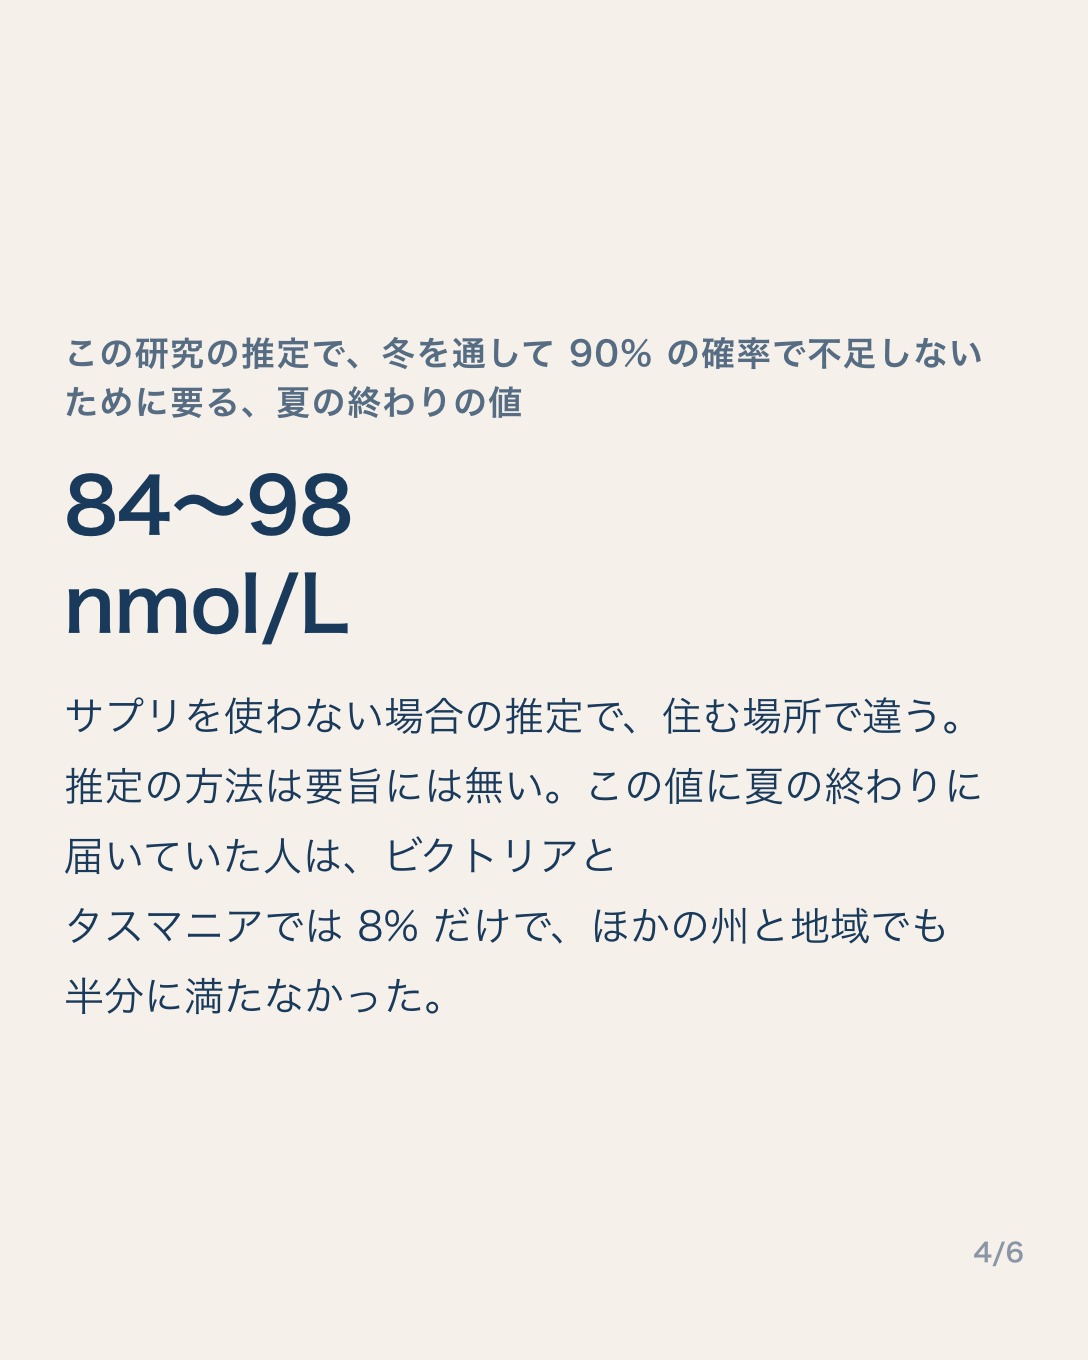 この研究の推定で、冬を通して 90% の確率で不足しない
ために要る、夏の終わりの値
84〜98
nmol/L
サプリを使わない場合の推定で、住む場所で違う。
推定の方法は要旨には無い。この値に夏の終わりに
届いていた人は、ビクトリアと
タスマニアでは 8% だけで、ほかの州と地域でも
半分に満たなかった。
4/6